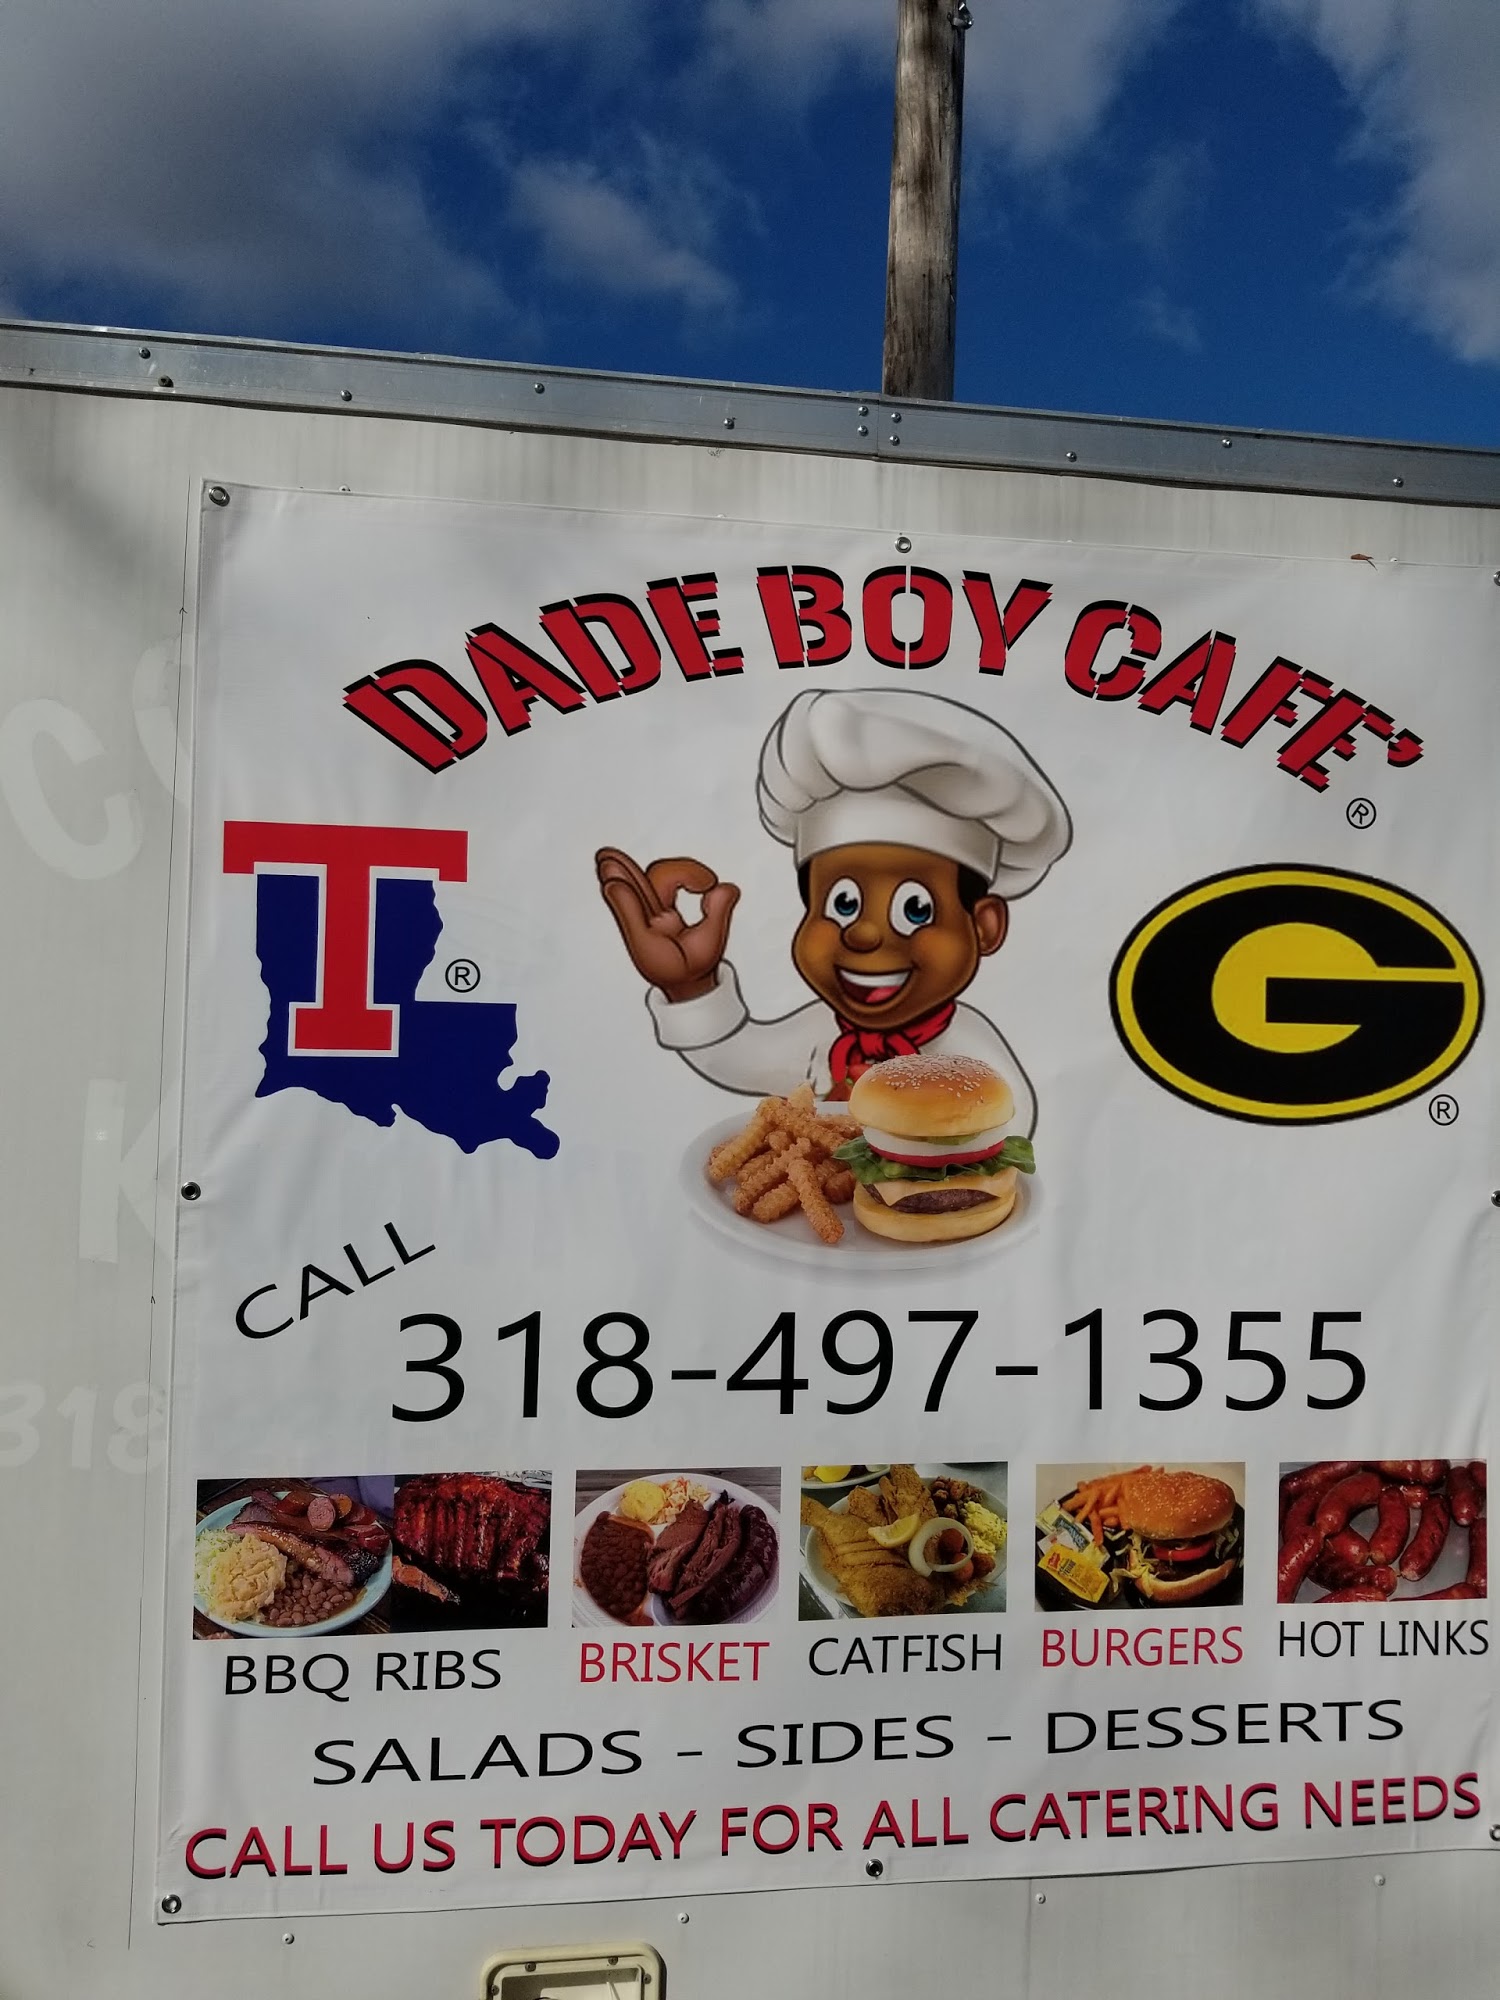 DADE BOY CAFE'
®
T
®
G
®
CALL
318-497-1355
BBQ RIBS
BRISKET
CATFISH
BURGERS
HOT LINKS
SALADS - SIDES - DESSERTS
CALL US TODAY FOR ALL CATERING NEEDS
318